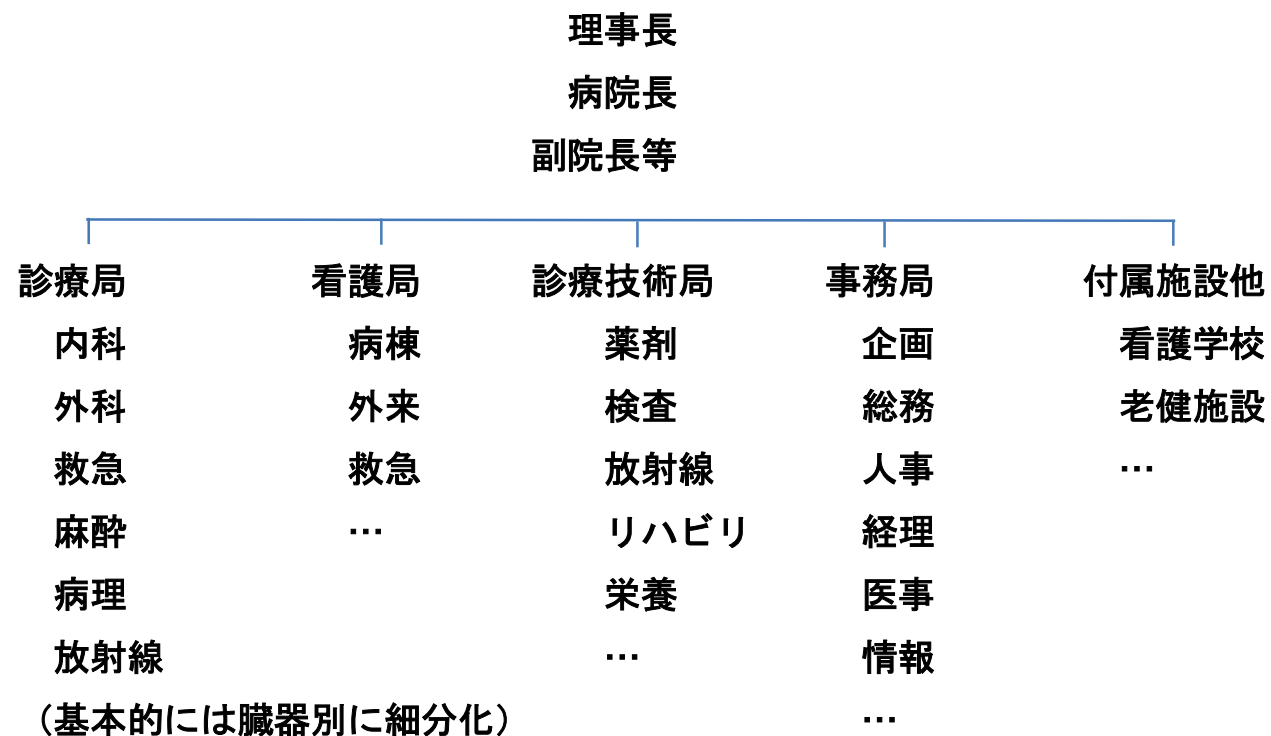 理事長
病院長
副院長等
診療局
内科
外科
救急
麻酔
病理
放射線
（基本的には臓器別に細分化）
看護局
病棟
外来
救急
…
診療技術局
薬剤
検査
放射線
リハビリ
栄養
…
事務局
企画
総務
人事
経理
医事
情報
…
付属施設他
看護学校
老健施設
…